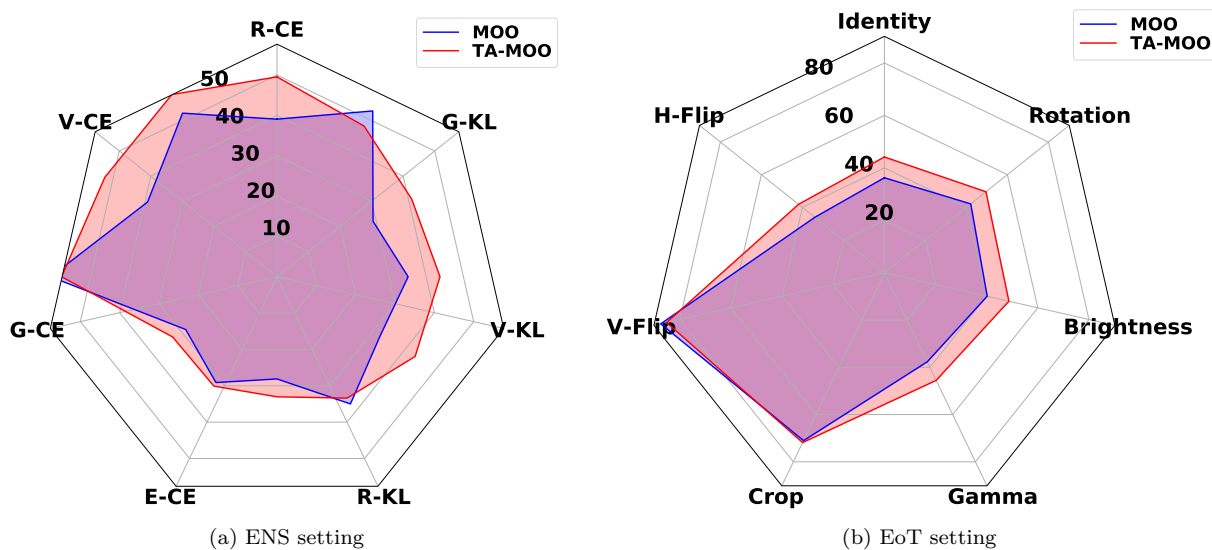 R-CE
MOO
TA-MOO
50
V-CE
40
G-KL
30
20
10
G-CE
V-KL
E-CE
R-KL
(a) ENS setting
Identity
MOO
TA-MOO
80
H-Flip
60
Rotation
40
20
V-Flip
Brightness
Crop
Gamma
(b) EoT setting